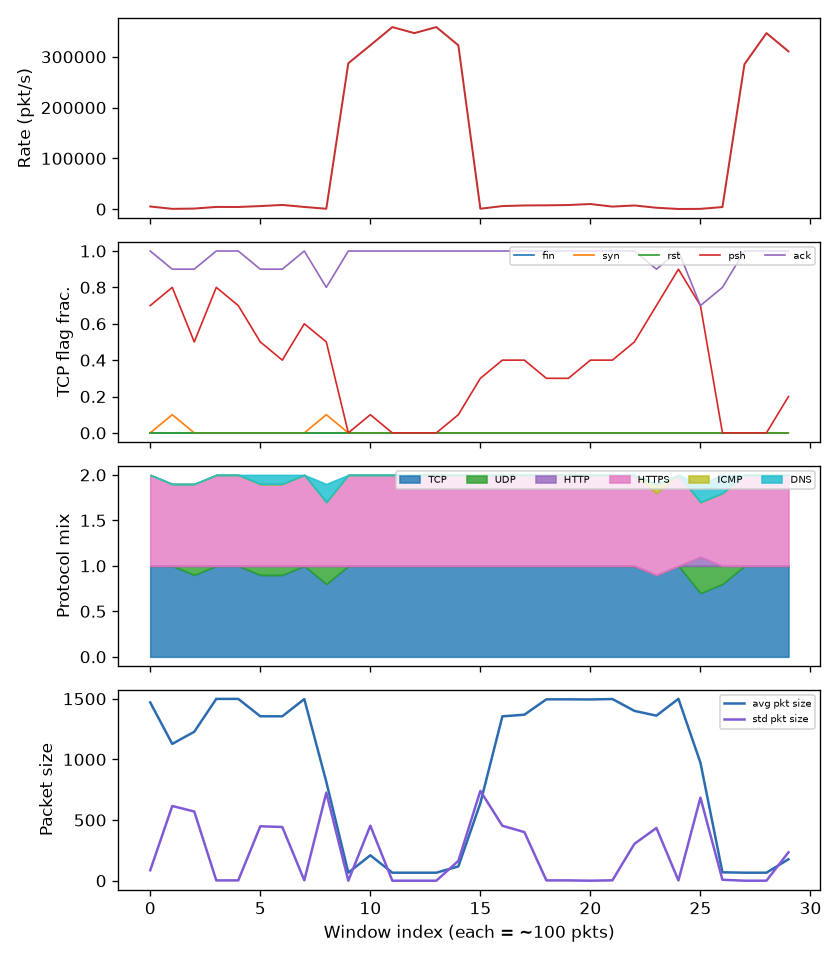 300000
200000
100000
0
Rate (pkt/s)
1.0
0.8
0.6
0.4
0.2
0.0
TCP flag frac.
fin syn rst psh ack
2.0
1.5
1.0
0.5
0.0
Protocol mix
TCP UDP HTTP HTTPS ICMP DNS
1500
1000
500
0
Packet size
avg pkt size
std pkt size
0 5 10 15 20 25 30
Window index (each = ~100 pkts)